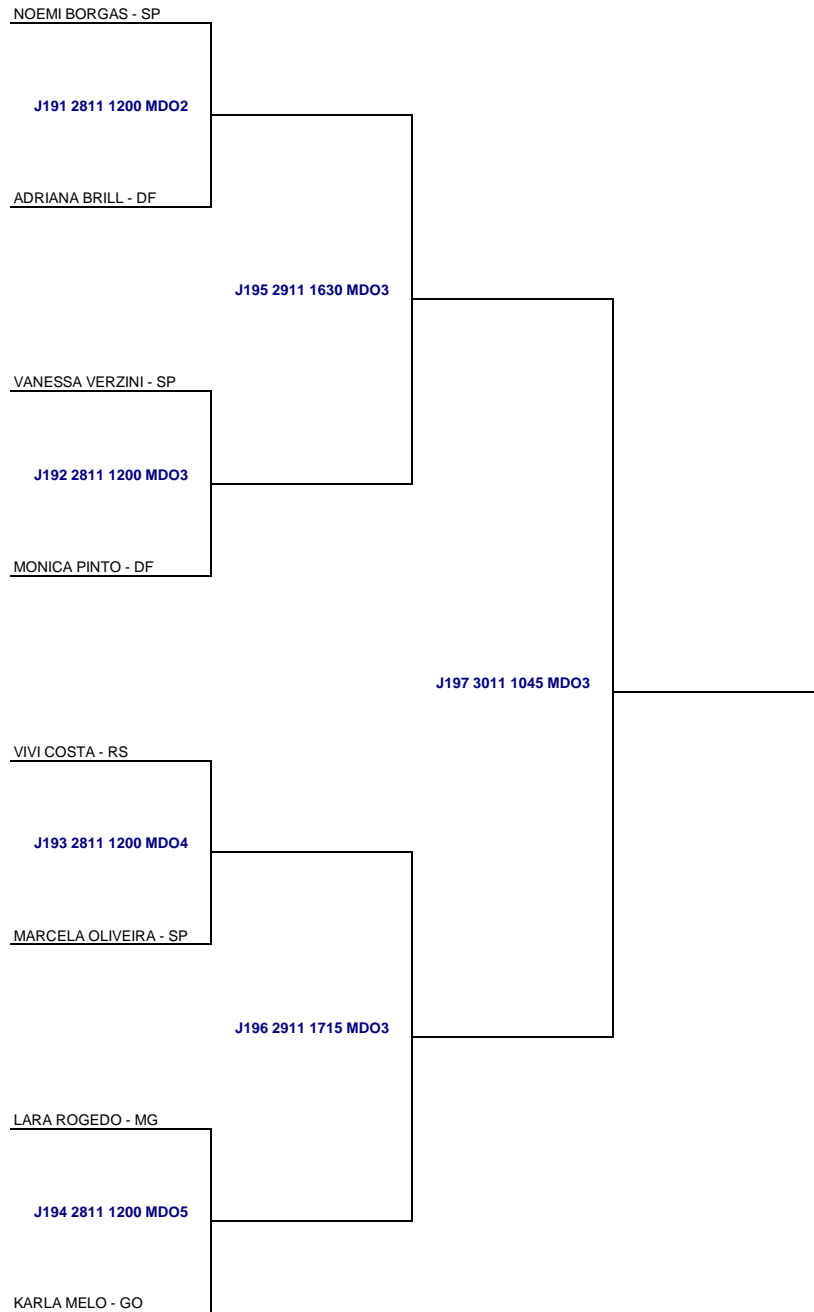 NOEMI BORGAS - SP
J191 2811 1200 MDO2
ADRIANA BRILL - DF
J195 2911 1630 MDO3
VANESSA VERZINI - SP
J192 2811 1200 MDO3
MONICA PINTO - DF
J197 3011 1045 MDO3
VIVI COSTA - RS
J193 2811 1200 MDO4
MARCELA OLIVEIRA - SP
J196 2911 1715 MDO3
LARA ROGEDO - MG
J194 2811 1200 MDO5
KARLA MELO - GO